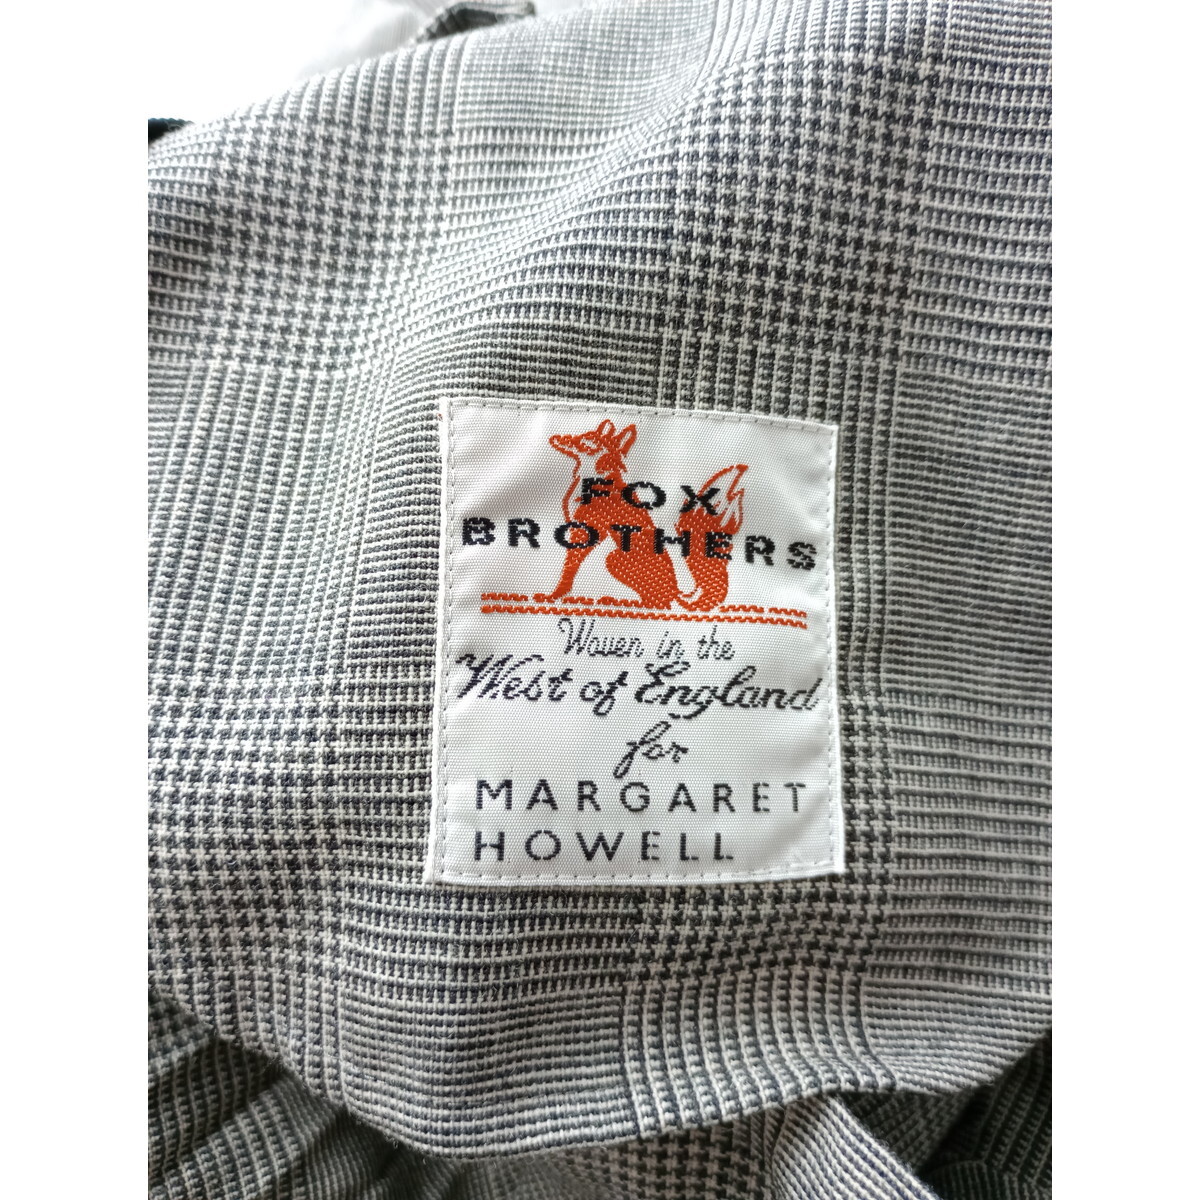 FOX
BROTHERS
Woven in the
West of England
for
MARGARET
HOWELL